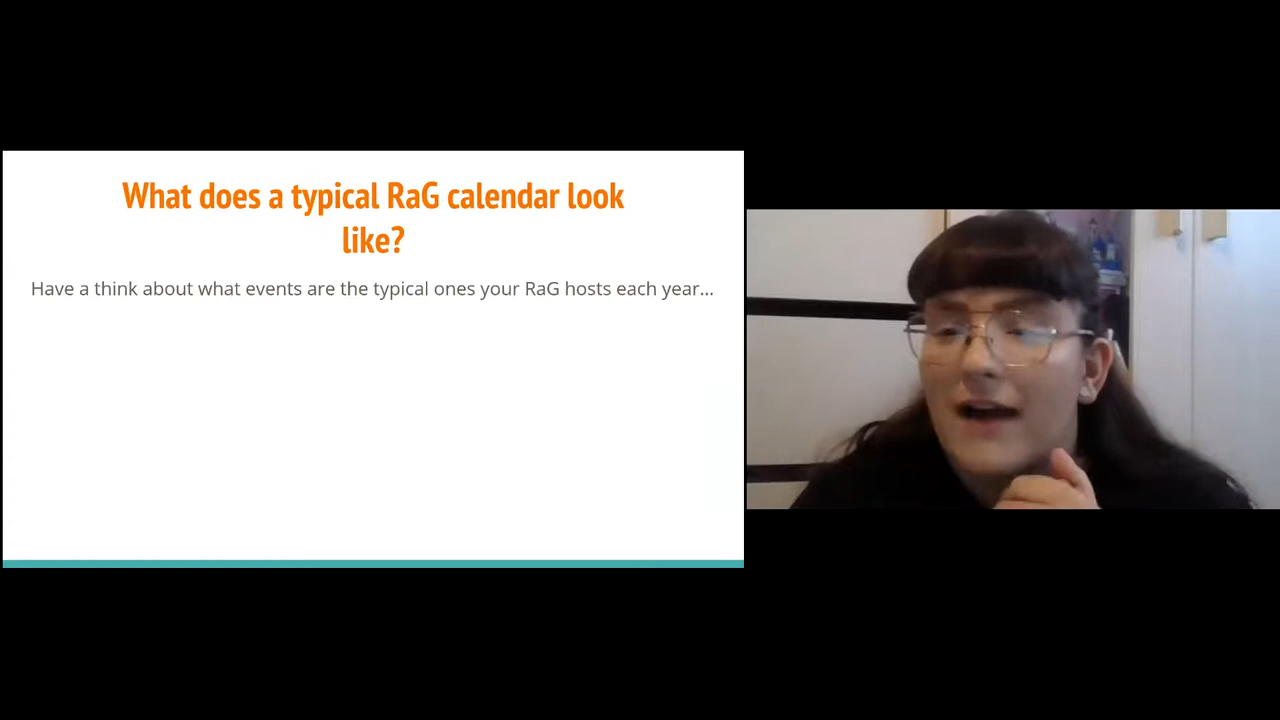 What does a typical RaG calendar look
like?
Have a think about what events are the typical ones your RaG hosts each year...